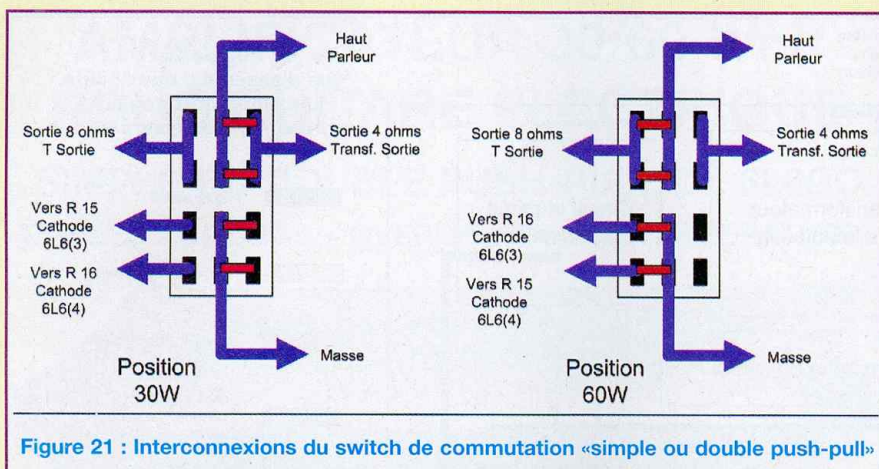 Haut
Parleur
Sortie 8 ohms
T Sortie
Sortie 4 ohms
Transf. Sortie
Vers R 15
Cathode
6L6(3)
Vers R 16
Cathode
6L6(4)
Masse
Position
30W
Haut
Parleur
Sortie 8 ohms
T Sortie
Sortie 4 ohms
Transf. Sortie
Vers R 16
Cathode
6L6(3)
Vers R 15
Cathode
6L6(4)
Masse
Position
60W
Figure 21 : Interconnexions du switch de commutation «simple ou double push-pull»